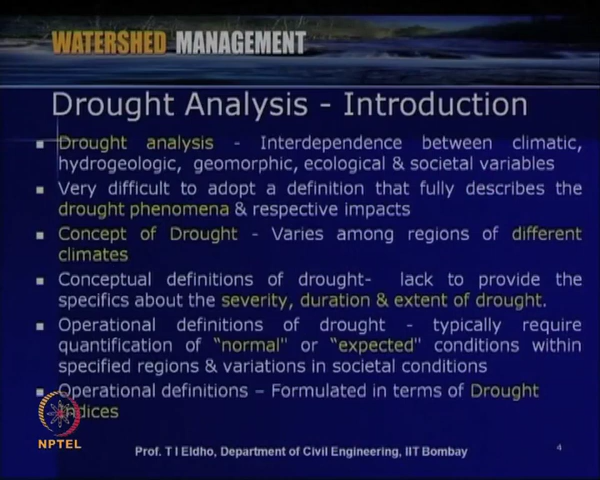 WATERSHED MANAGEMENT
Drought Analysis - Introduction
Drought analysis - Interdependence between climatic,
hydrogeologic, geomorphic, ecological & societal variables
Very difficult to adopt a definition that fully describes the
drought phenomena & respective impacts
Concept of Drought - Varies among regions of different
climates
Conceptual definitions of drought- lack to provide the
specifics about the severity, duration & extent of drought.
Operational definitions of drought - typically require
quantification of "normal" or "expected" conditions within
specified regions & variations in societal conditions
Operational definitions – Formulated in terms of Drought
Indices
NPTEL
Prof. T I Eldho, Department of Civil Engineering, IIT Bombay
4